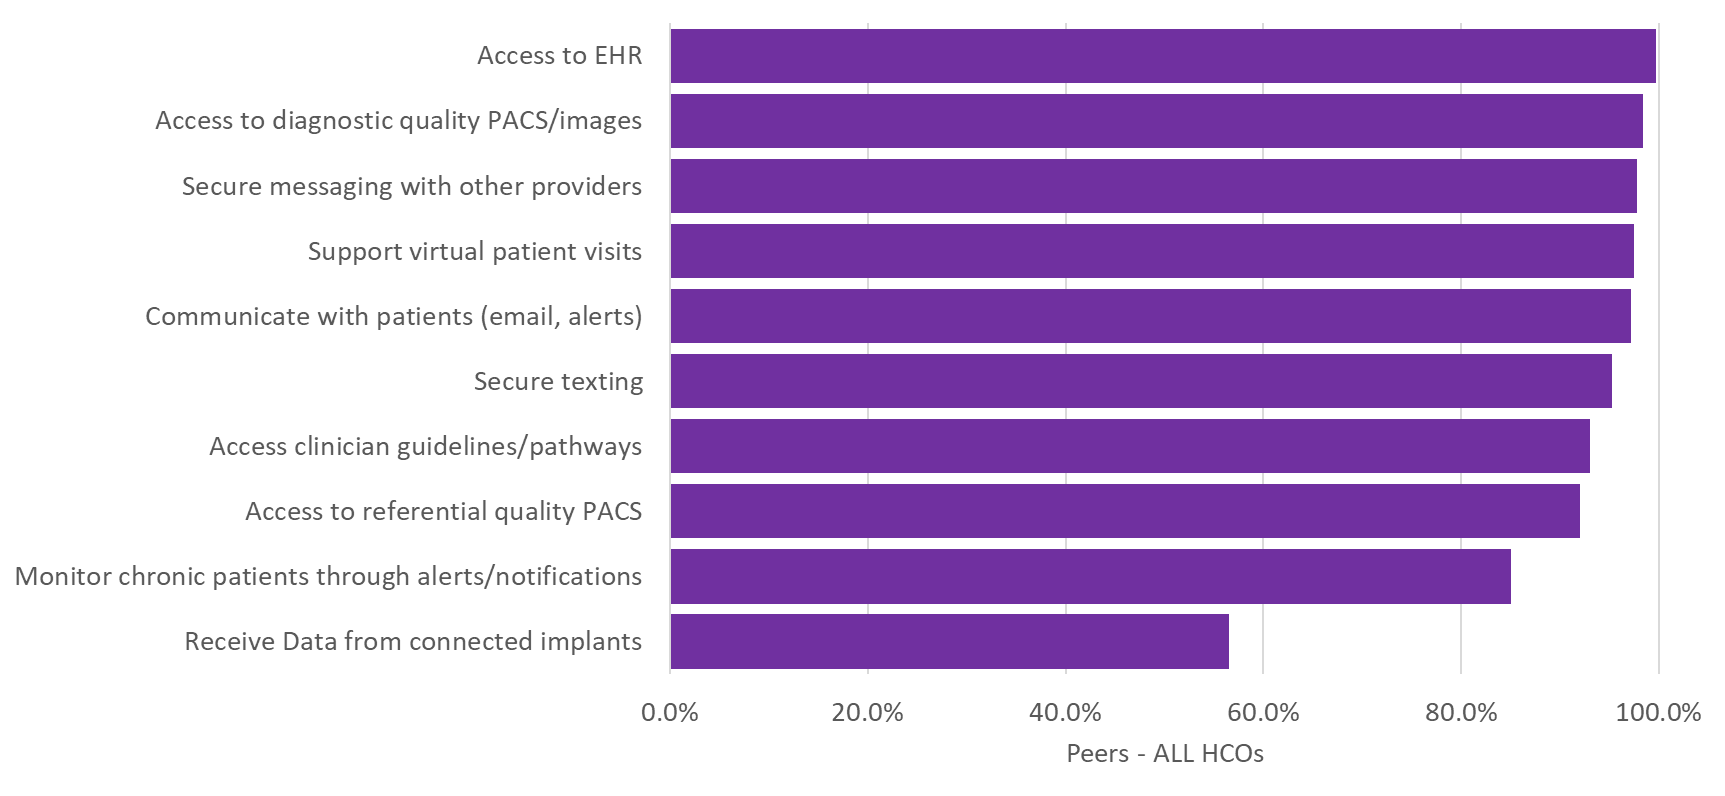 Access to EHR
Access to diagnostic quality PACS/images
Secure messaging with other providers
Support virtual patient visits
Communicate with patients (email, alerts)
Secure texting
Access clinician guidelines/pathways
Access to referential quality PACS
Monitor chronic patients through alerts/notifications
Receive Data from connected implants
0.0% 20.0% 40.0% 60.0% 80.0% 100.0%
Peers - ALL HCOs